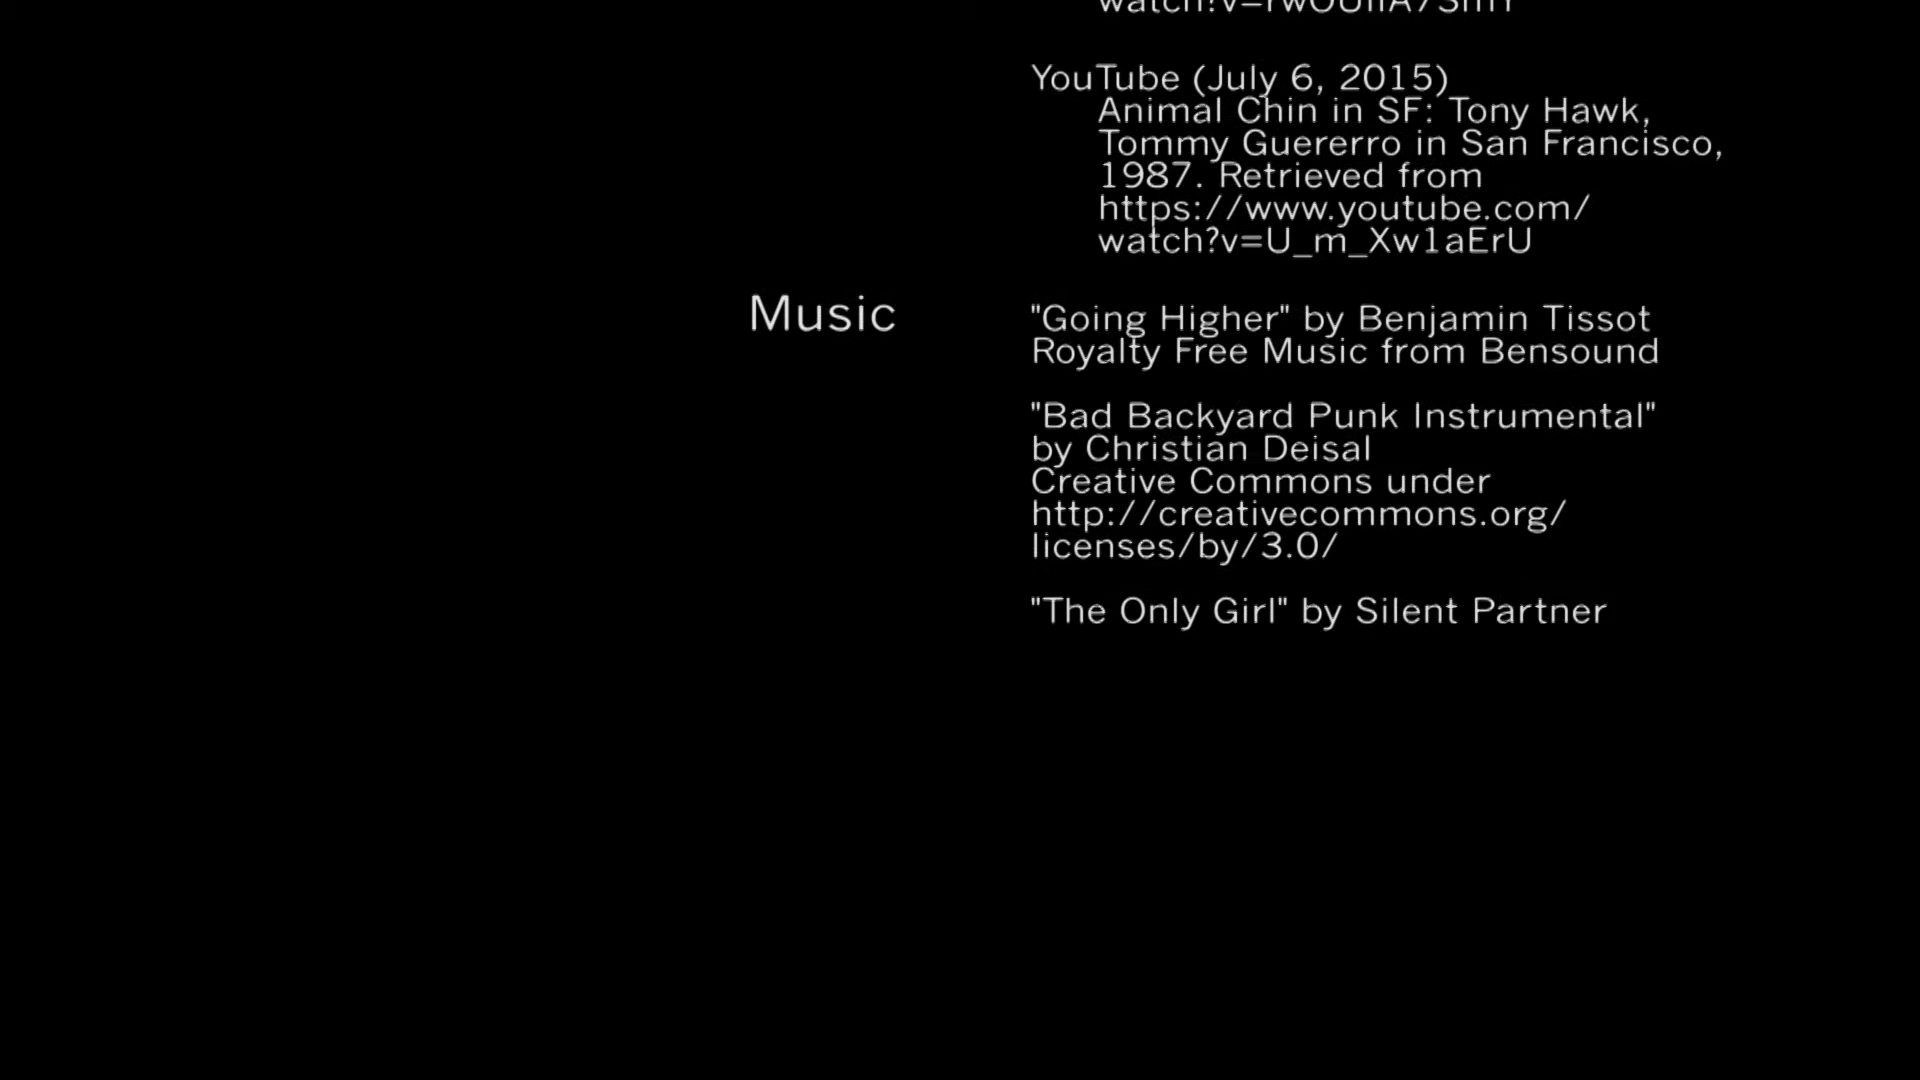 YouTube (July 6, 2015)
Animal Chin in SF: Tony Hawk,
Tommy Guererro in San Francisco,
1987. Retrieved from
https://www.youtube.com/
watch?v=U_m_Xw1aErU
Music
"Going Higher" by Benjamin Tissot
Royalty Free Music from Bensound
"Bad Backyard Punk Instrumental"
by Christian Deisal
Creative Commons under
http://creativecommons.org/
licenses/by/3.0/
"The Only Girl" by Silent Partner